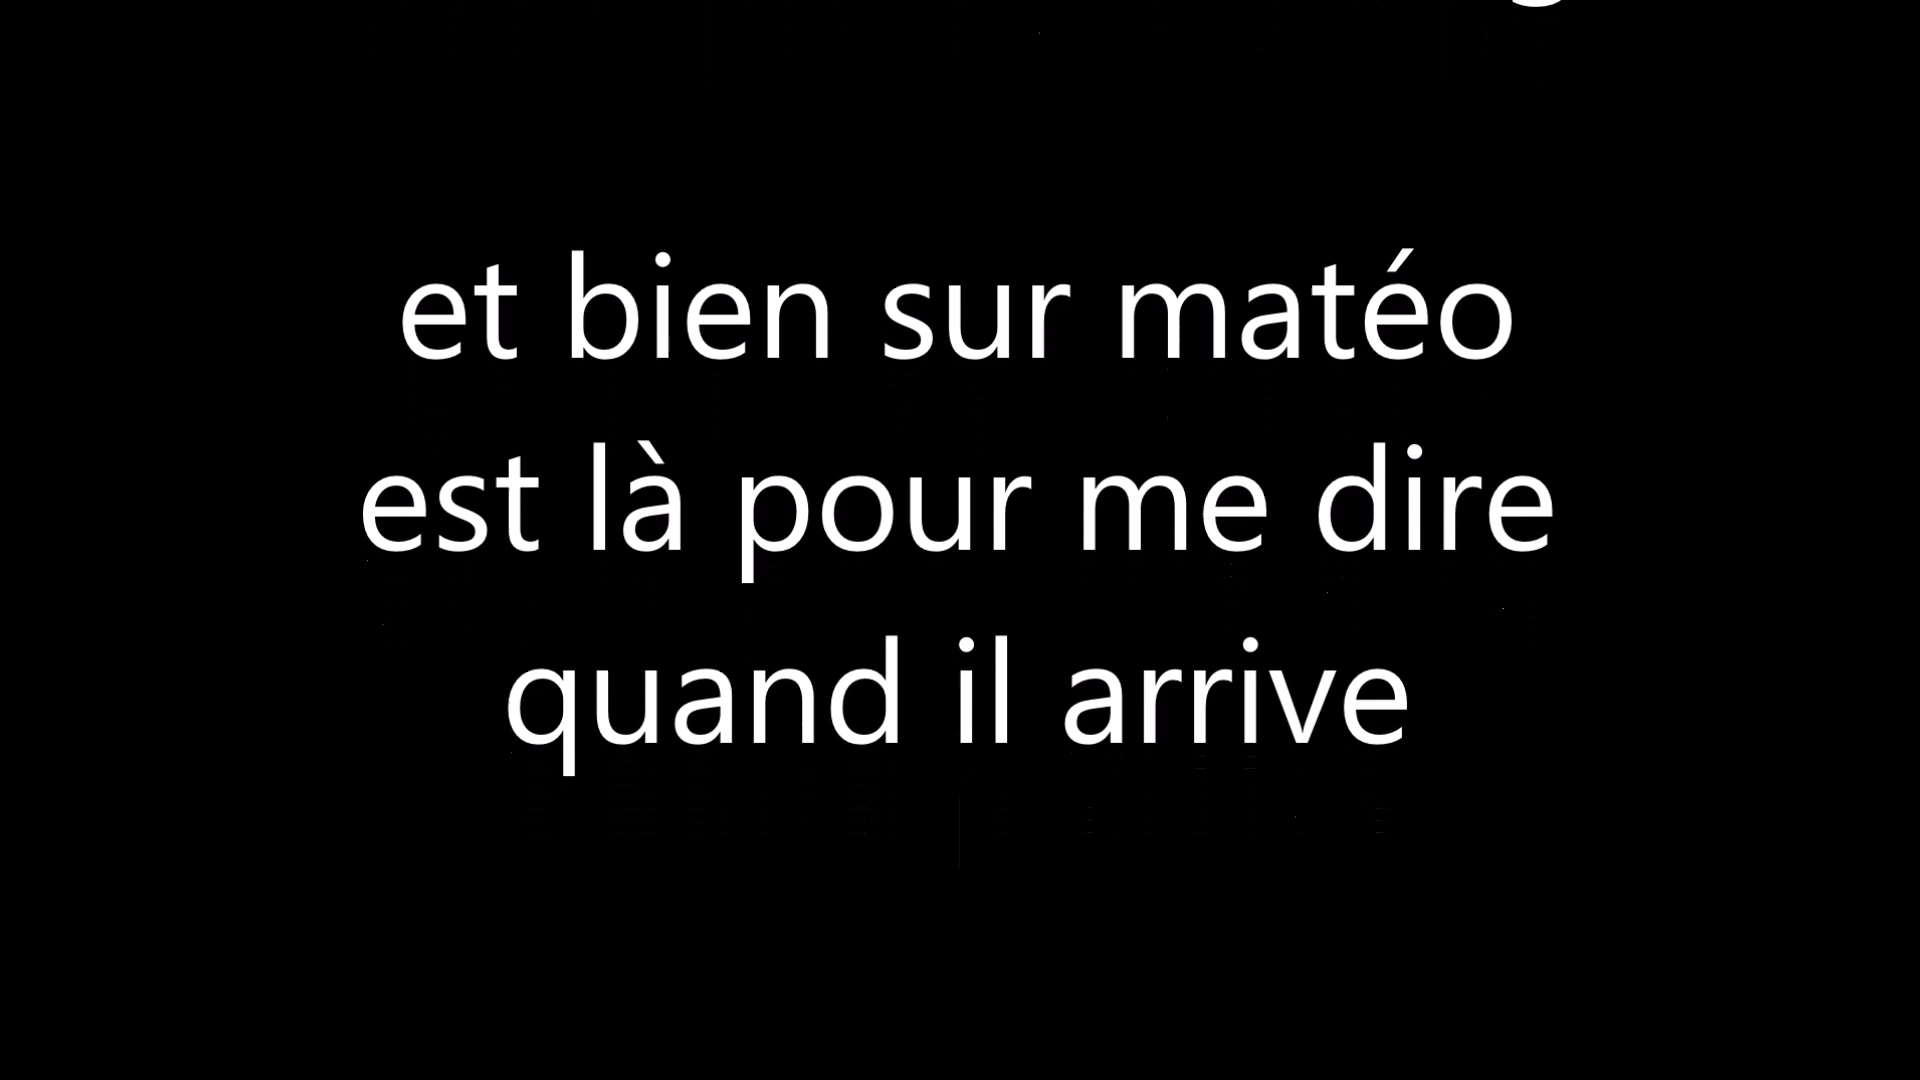 et bien sur matéo
est là pour me dire
quand il arrive